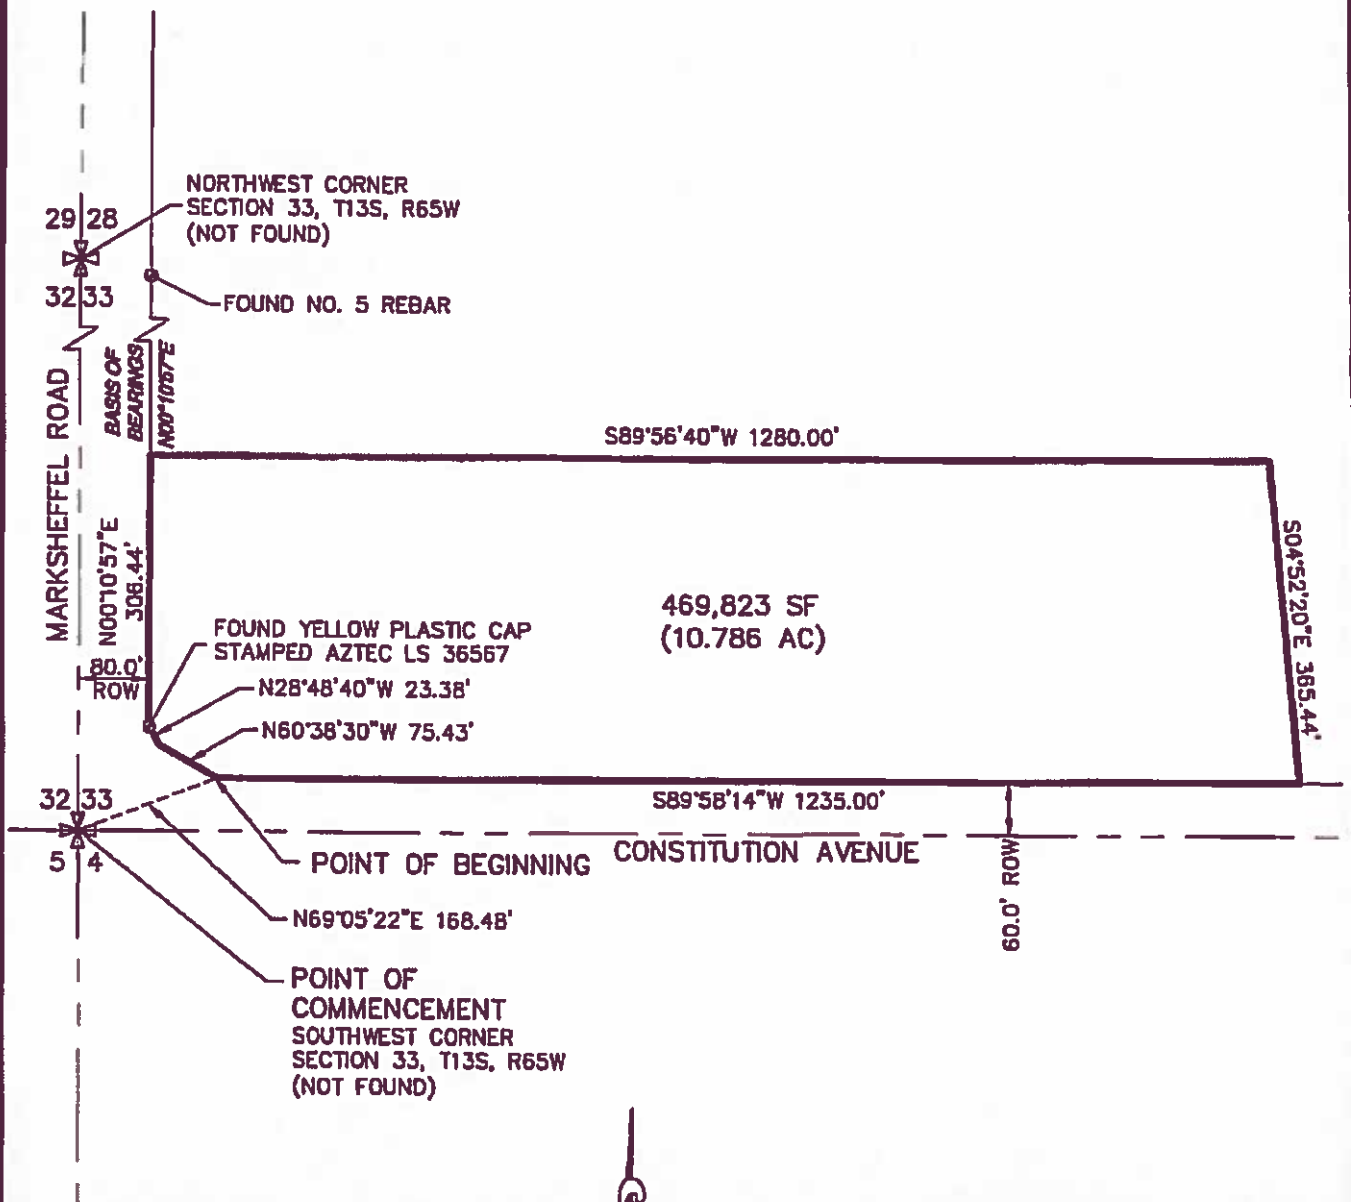 NORTHWEST CORNER
SECTION 33, T13S, R65W
(NOT FOUND)
29 28
32 33
FOUND NO. 5 REBAR
BASIS OF
BEARINGS
N00°10'57"E
MARKSHEFFEL ROAD
S89°56'40"W 1280.00'
N00°10'57"E
306.44'
S04°52'20"E 365.44'
469,823 SF
(10.786 AC)
FOUND YELLOW PLASTIC CAP
STAMPED AZTEC LS 36567
80.0'
ROW
N28°48'40"W 23.38'
N60°38'30"W 75.43'
32 33
5 4
S89°58'14"W 1235.00'
POINT OF BEGINNING
CONSTITUTION AVENUE
60.0' ROW
N69°05'22"E 168.48'
POINT OF
COMMENCEMENT
SOUTHWEST CORNER
SECTION 33, T13S, R65W
(NOT FOUND)